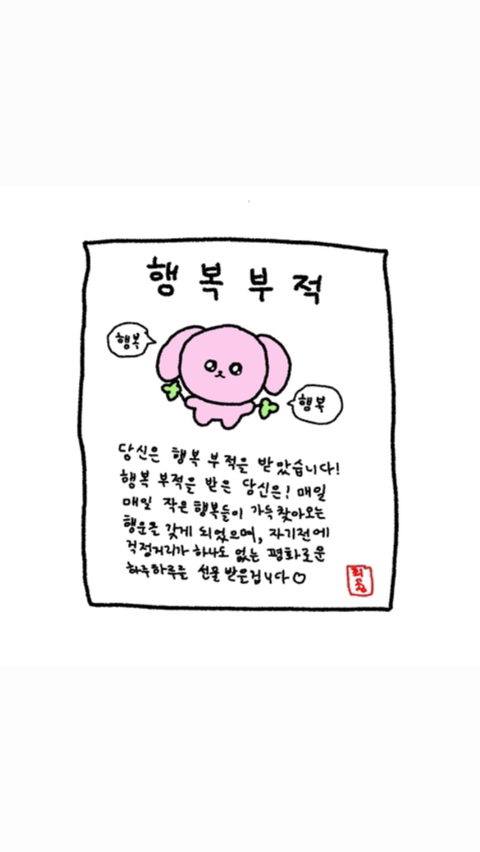 행복부적
행복
행복
당신은 행복 부적을 받았습니다!
행복 부적을 받은 당신은! 매일
매일 작은 행복들이 가득 찾아오는
행운을 갖게 되었으며, 자기전에
걱정거리가 하나도 없는 평화로운
하루하루를 선물 받은겁니다♡